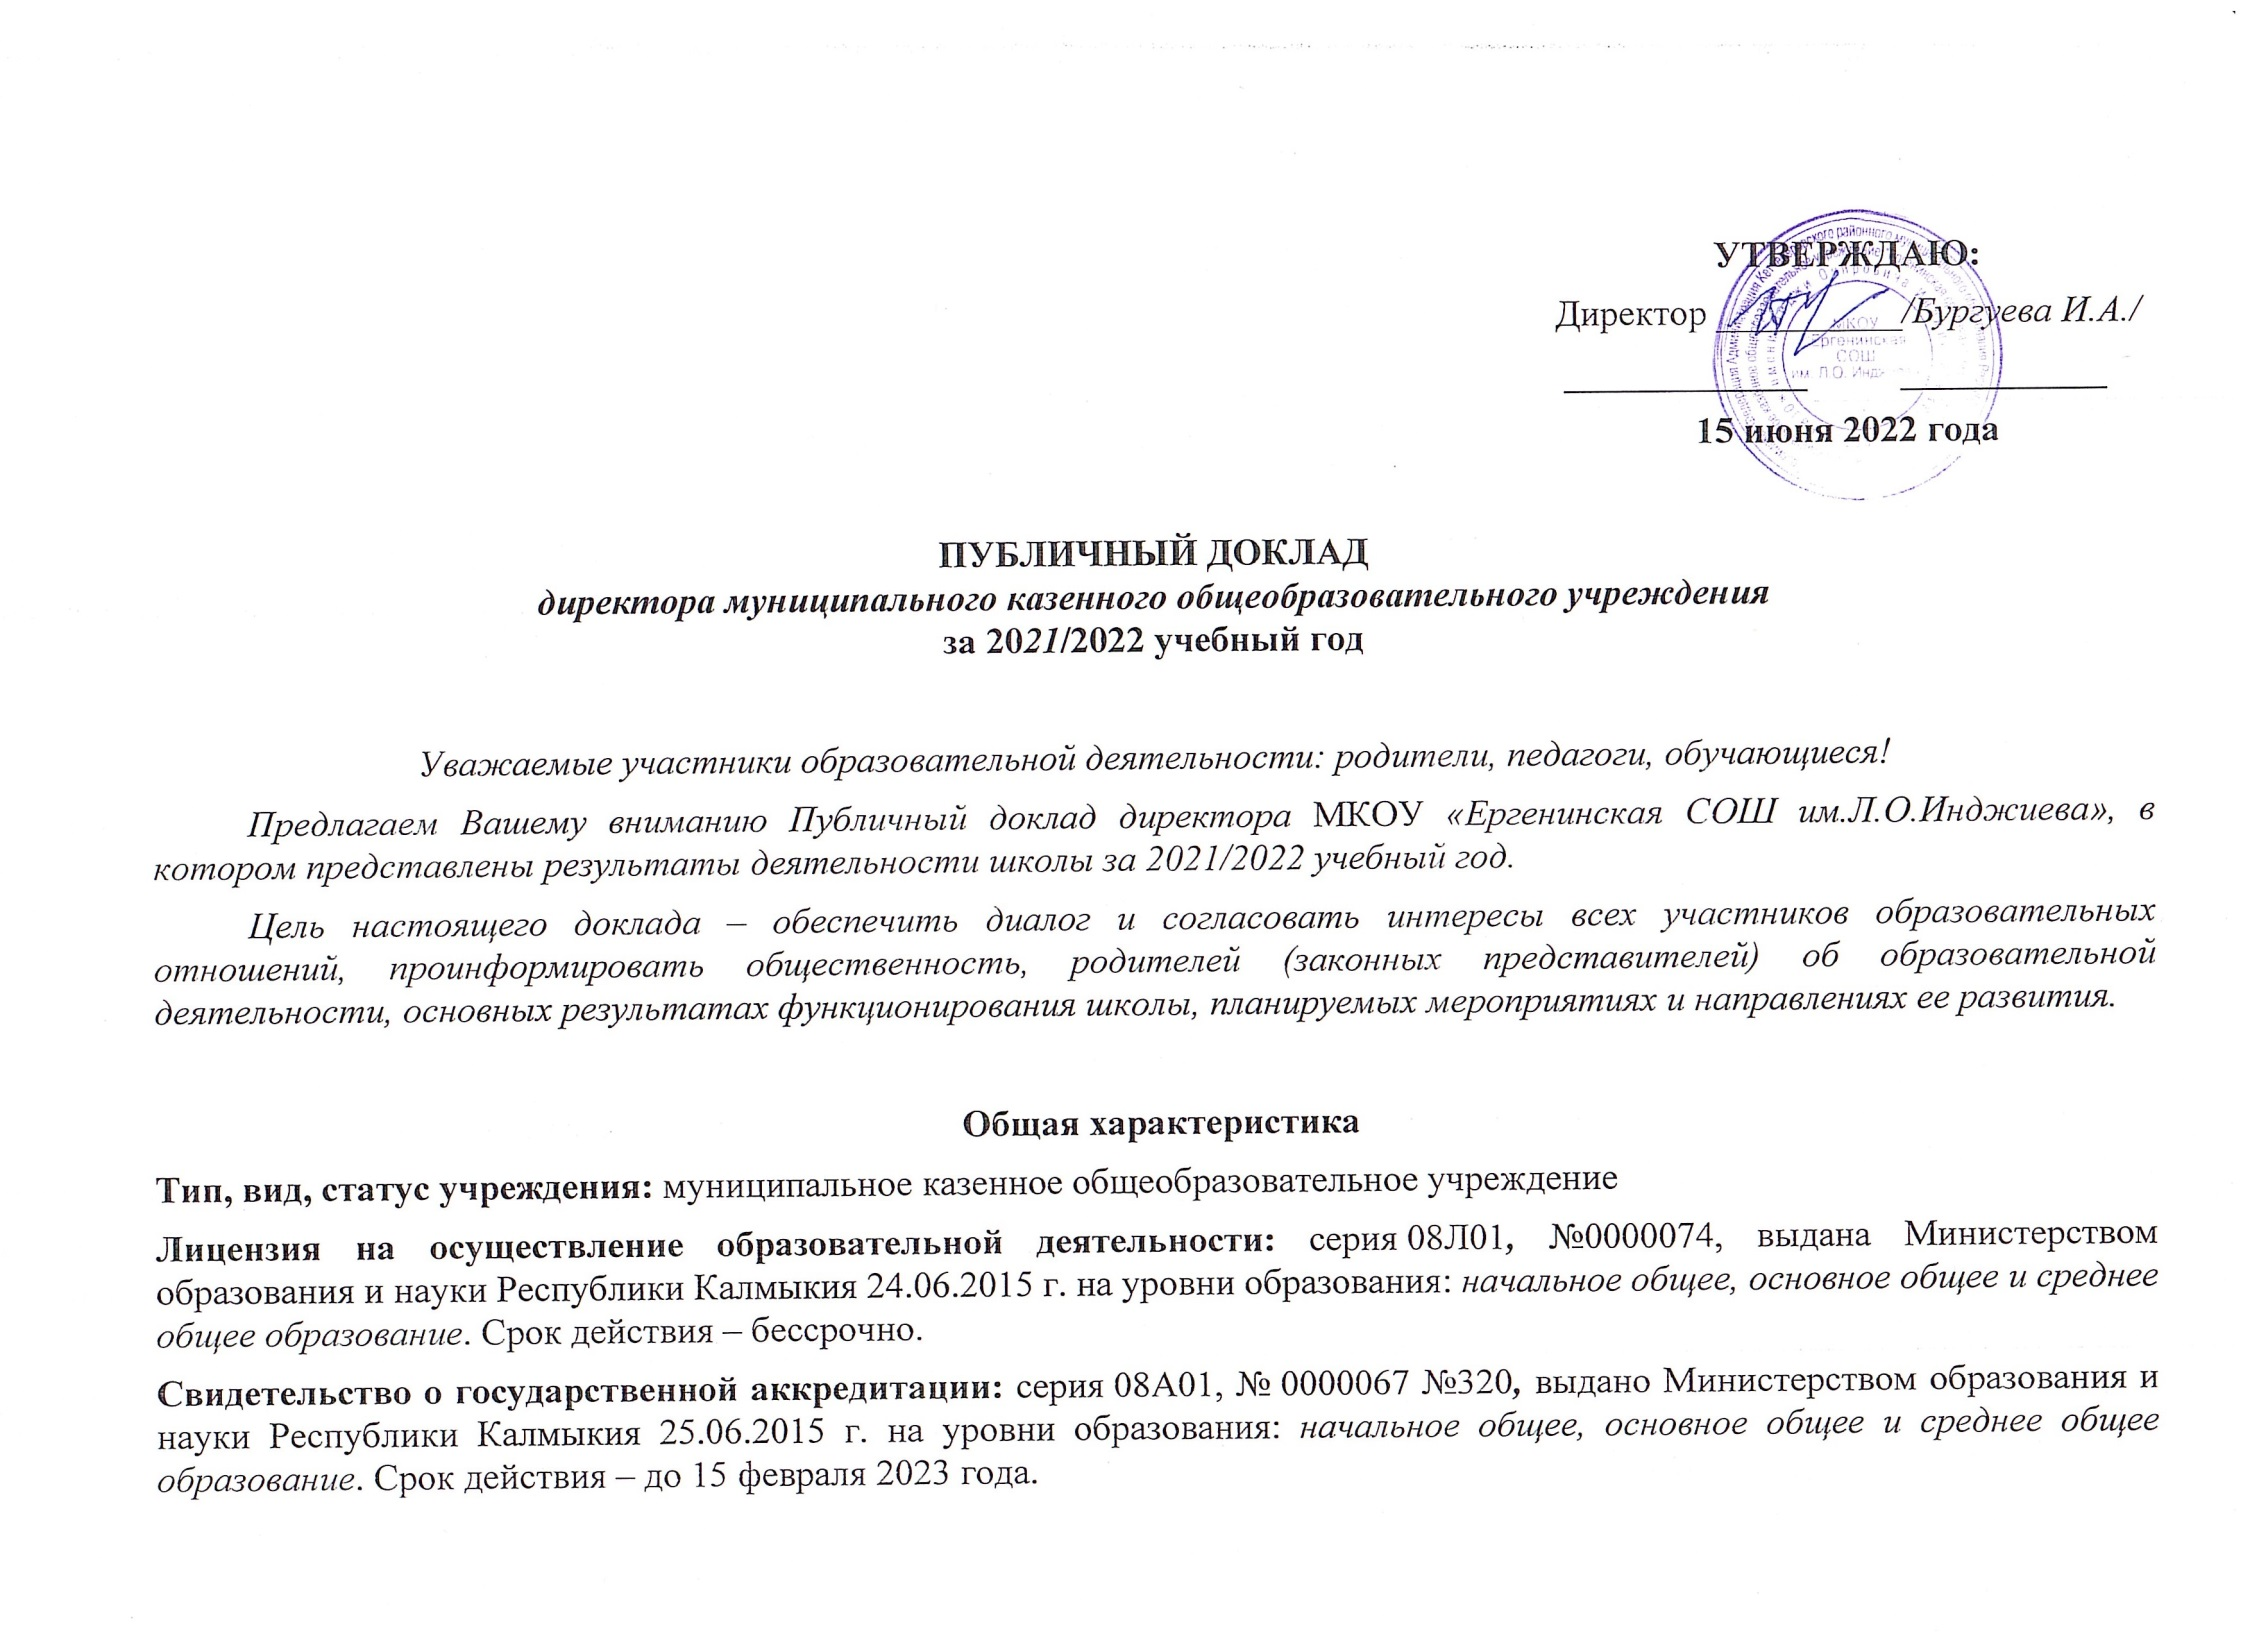 УТВЕРЖДАЮ:
Директор /Бургуева И.А./
МКОУ
Ергенинская
СОШ
им. Л.О.
15 июня 2022 года
ПУБЛИЧНЫЙ ДОКЛАД
директора муниципального казенного общеобразовательного учреждения
за 2021/2022 учебный год
Уважаемые участники образовательной деятельности: родители, педагоги, обучающиеся!
Предлагаем Вашему вниманию Публичный доклад директора МКОУ «Ергенинская СОШ им.Л.О.Инджиева», в
котором представлены результаты деятельности школы за 2021/2022 учебный год.
Цель настоящего доклада – обеспечить диалог и согласовать интересы всех участников образовательных
отношений, проинформировать общественность, родителей (законных представителей) об образовательной
деятельности, основных результатах функционирования школы, планируемых мероприятиях и направлениях ее развития.
Общая характеристика
Тип, вид, статус учреждения: муниципальное казенное общеобразовательное учреждение
Лицензия на осуществление образовательной деятельности: серия 08Л01, №0000074, выдана Министерством
образования и науки Республики Калмыкия 24.06.2015 г. на уровни образования: начальное общее, основное общее и среднее
общее образование. Срок действия – бессрочно.
Свидетельство о государственной аккредитации: серия 08А01, № 0000067 №320, выдано Министерством образования и
науки Республики Калмыкия 25.06.2015 г. на уровни образования: начальное общее, основное общее и среднее общее
образование. Срок действия – до 15 февраля 2023 года.